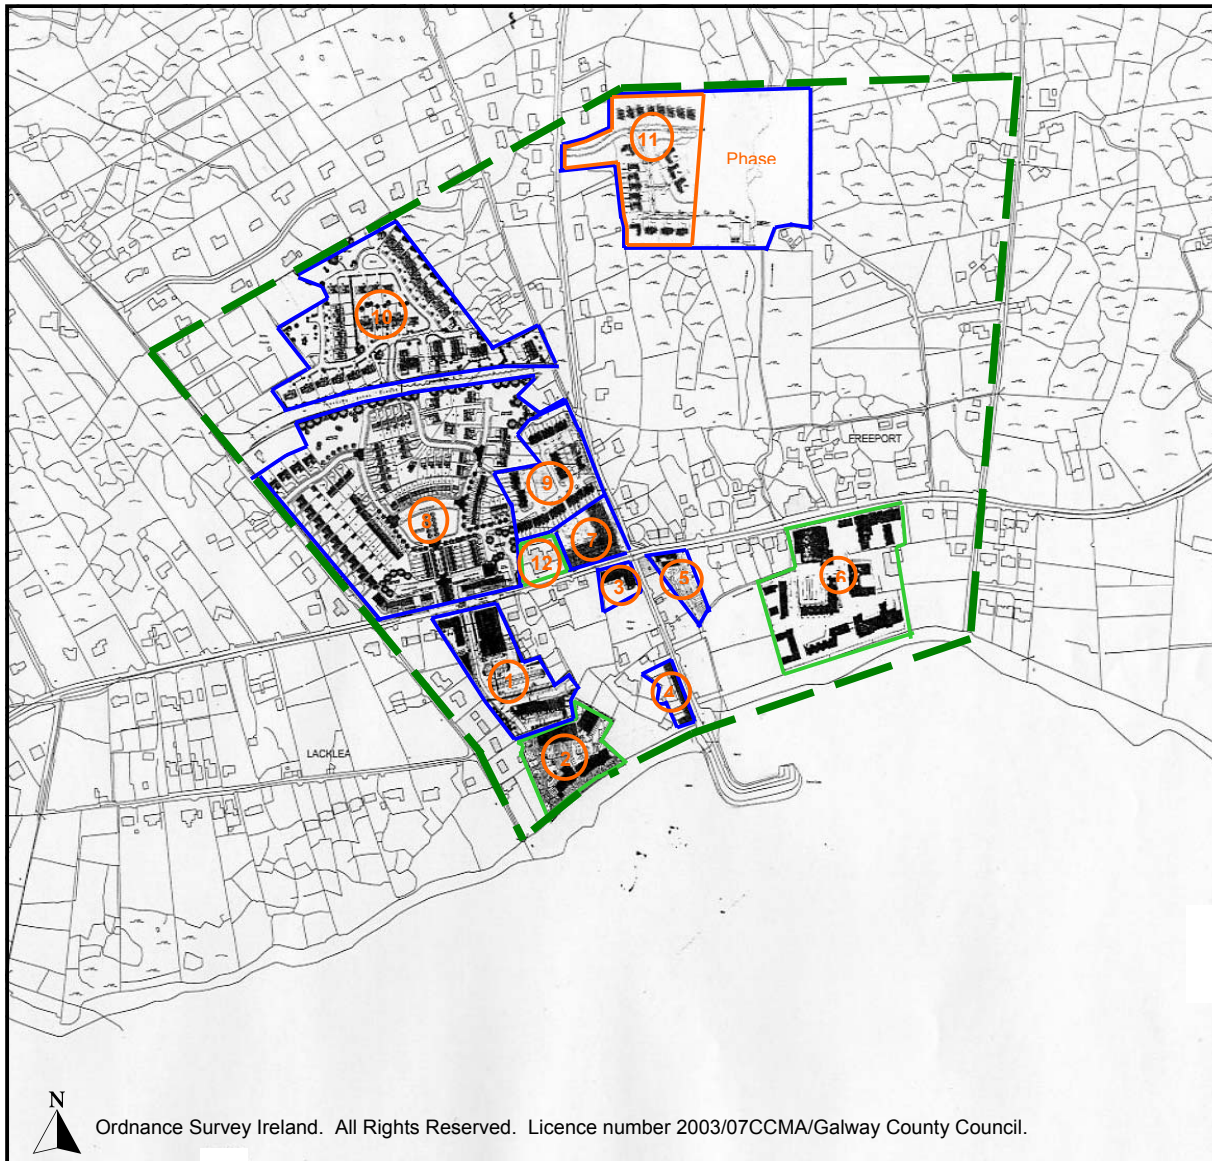 11
Phase
10
FREEPORT
9
8
7
12
3
5
6
1
4
LACKLEA
2
N
Ordnance Survey Ireland. All Rights Reserved. Licence number 2003/07CCMA/Galway County Council.